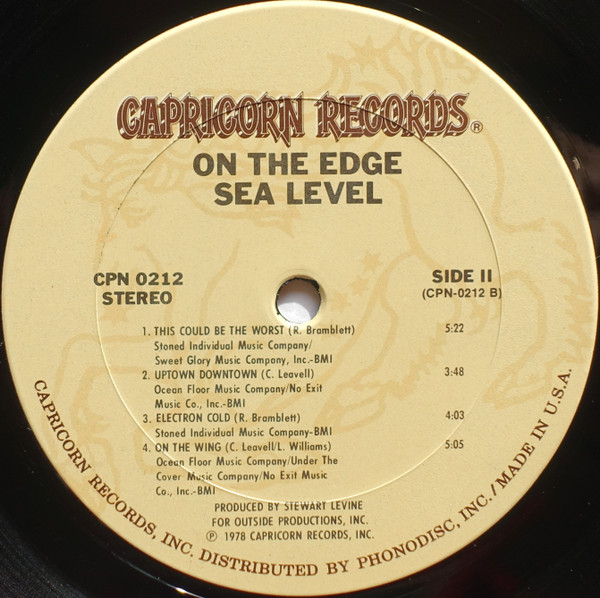 CAPRICORN RECORDS®
ON THE EDGE
SEA LEVEL
CPN 0212
STEREO
SIDE II
(CPN-0212 B)
1. THIS COULD BE THE WORST (R. Bramblett) 5:22
Stoned Individual Music Company/
Sweet Glory Music Company, Inc.-BMI
2. UPTOWN DOWNTOWN (C. Leavell) 3:48
Ocean Floor Music Company/No Exit
Music Co., Inc.-BMI
3. ELECTRON COLD (R. Bramblett) 4:03
Stoned Individual Music Company-BMI
4. ON THE WING (C. Leavell/L. Williams) 5:05
Ocean Floor Music Company/Under The
Cover Music Company/No Exit Music
Co., Inc.-BMI
PRODUCED BY STEWART LEVINE
FOR OUTSIDE PRODUCTIONS, INC.
℗ 1978 CAPRICORN RECORDS, INC.
CAPRICORN RECORDS, INC. DISTRIBUTED BY PHONODISC, INC./MADE IN U.S.A.